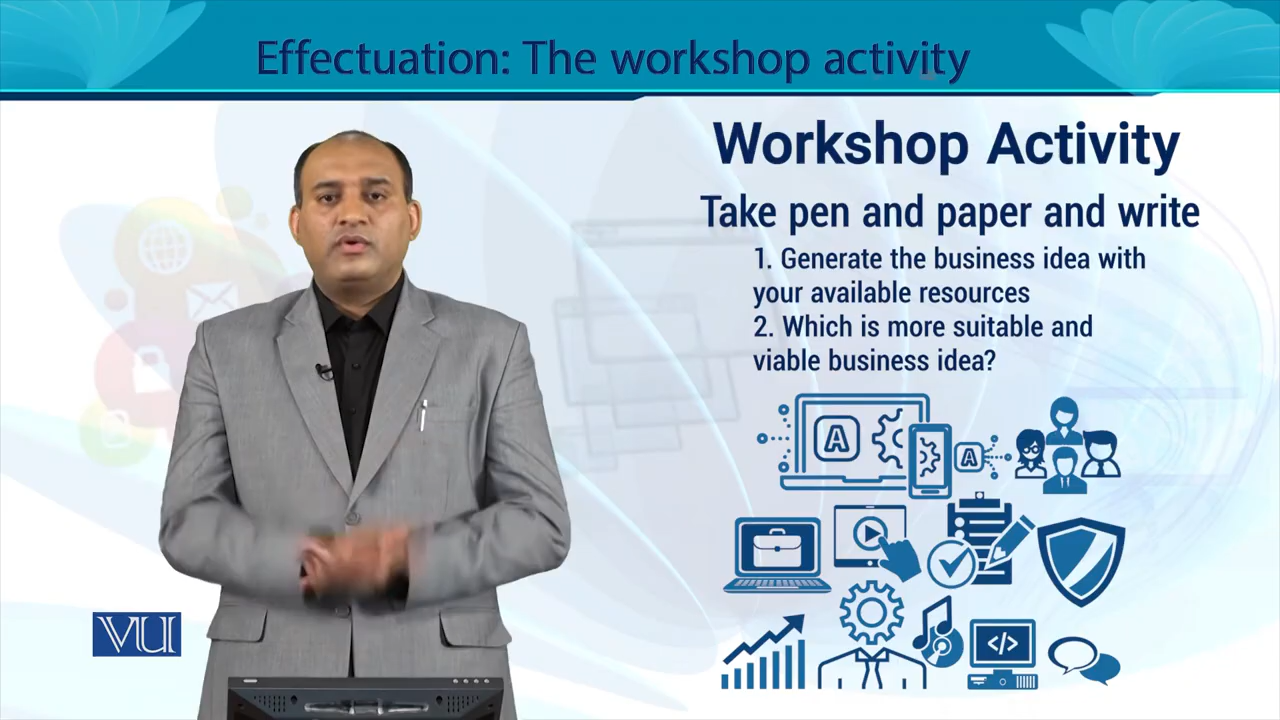 Effectuation: The workshop activity
Workshop Activity
Take pen and paper and write
1. Generate the business idea with
your available resources
2. Which is more suitable and
viable business idea?
A
A
</>
VU